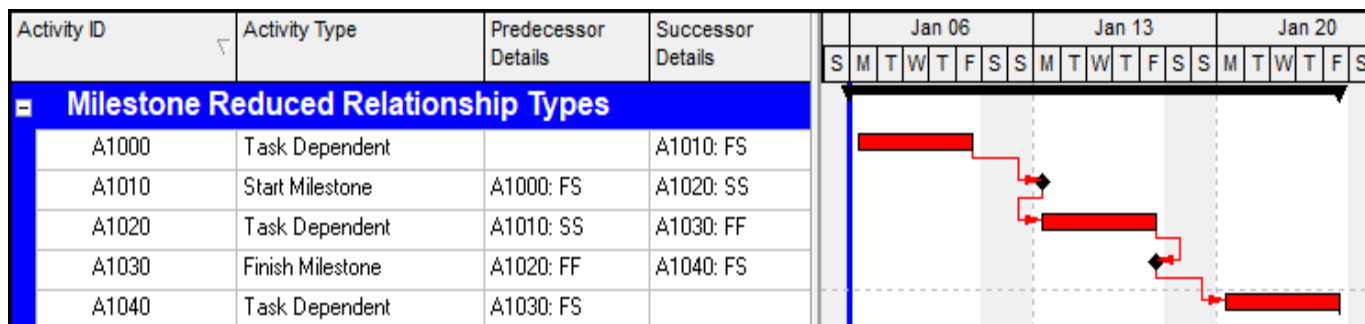 Activity ID Activity Type Predecessor Details Successor Details Jan 06 Jan 13 Jan 20
S M T W T F S S M T W T F S S M T W T F S
Milestone Reduced Relationship Types
A1000 Task Dependent A1010: FS
A1010 Start Milestone A1000: FS A1020: SS
A1020 Task Dependent A1010: SS A1030: FF
A1030 Finish Milestone A1020: FF A1040: FS
A1040 Task Dependent A1030: FS